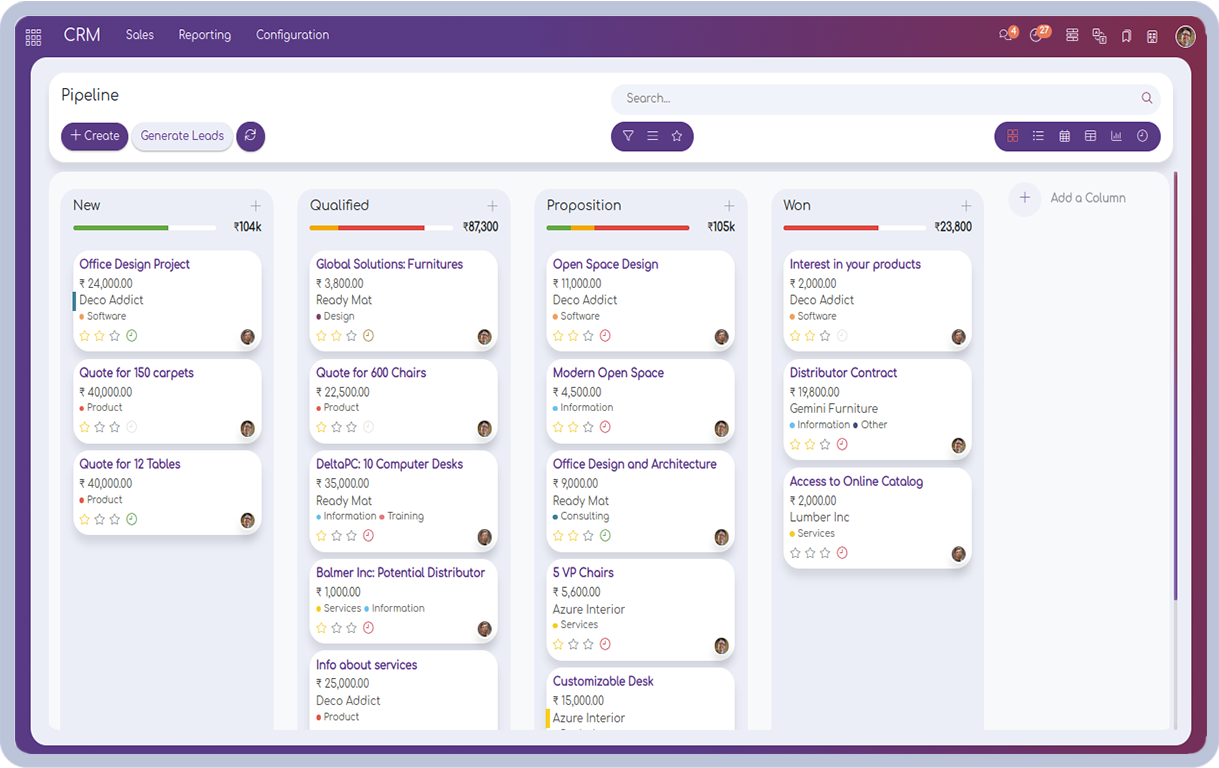 CRM Sales Reporting Configuration 4 27
Pipeline
Search...
+ Create Generate Leads
New +
₹104k
Office Design Project
₹ 24,000.00
Deco Addict
Software
Quote for 150 carpets
₹ 40,000.00
Product
Quote for 12 Tables
₹ 40,000.00
Product
Qualified +
₹87,300
Global Solutions: Furnitures
₹ 3,800.00
Ready Mat
Design
Quote for 600 Chairs
₹ 22,500.00
Product
DeltaPC: 10 Computer Desks
₹ 35,000.00
Ready Mat
Information Training
Balmer Inc: Potential Distributor
₹ 1,000.00
Services Information
Info about services
₹ 25,000.00
Deco Addict
Product
Proposition +
₹105k
Open Space Design
₹ 11,000.00
Deco Addict
Software
Modern Open Space
₹ 4,500.00
Information
Office Design and Architecture
₹ 9,000.00
Ready Mat
Consulting
5 VP Chairs
₹ 5,600.00
Azure Interior
Services
Customizable Desk
₹ 15,000.00
Azure Interior
Won +
₹23,800
Interest in your products
₹ 2,000.00
Deco Addict
Software
Distributor Contract
₹ 19,800.00
Gemini Furniture
Information Other
Access to Online Catalog
₹ 2,000.00
Lumber Inc
Services
+ Add a Column